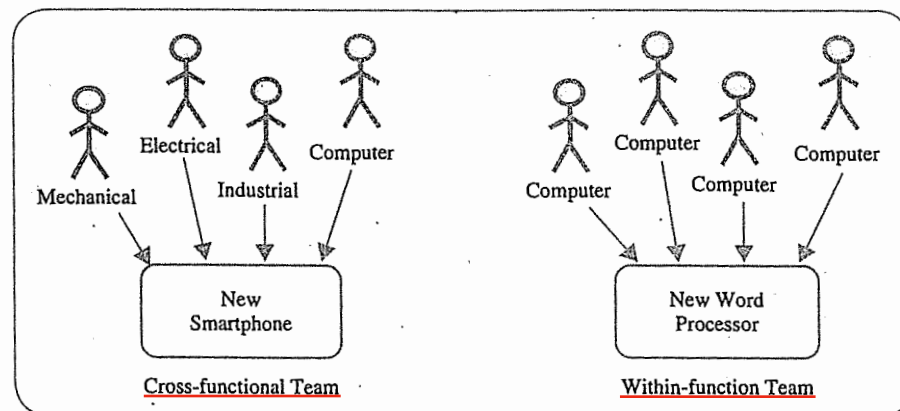 Mechanical
Electrical
Industrial
Computer
New
Smartphone
Cross-functional Team
Computer
Computer
Computer
Computer
New Word
Processor
Within-function Team